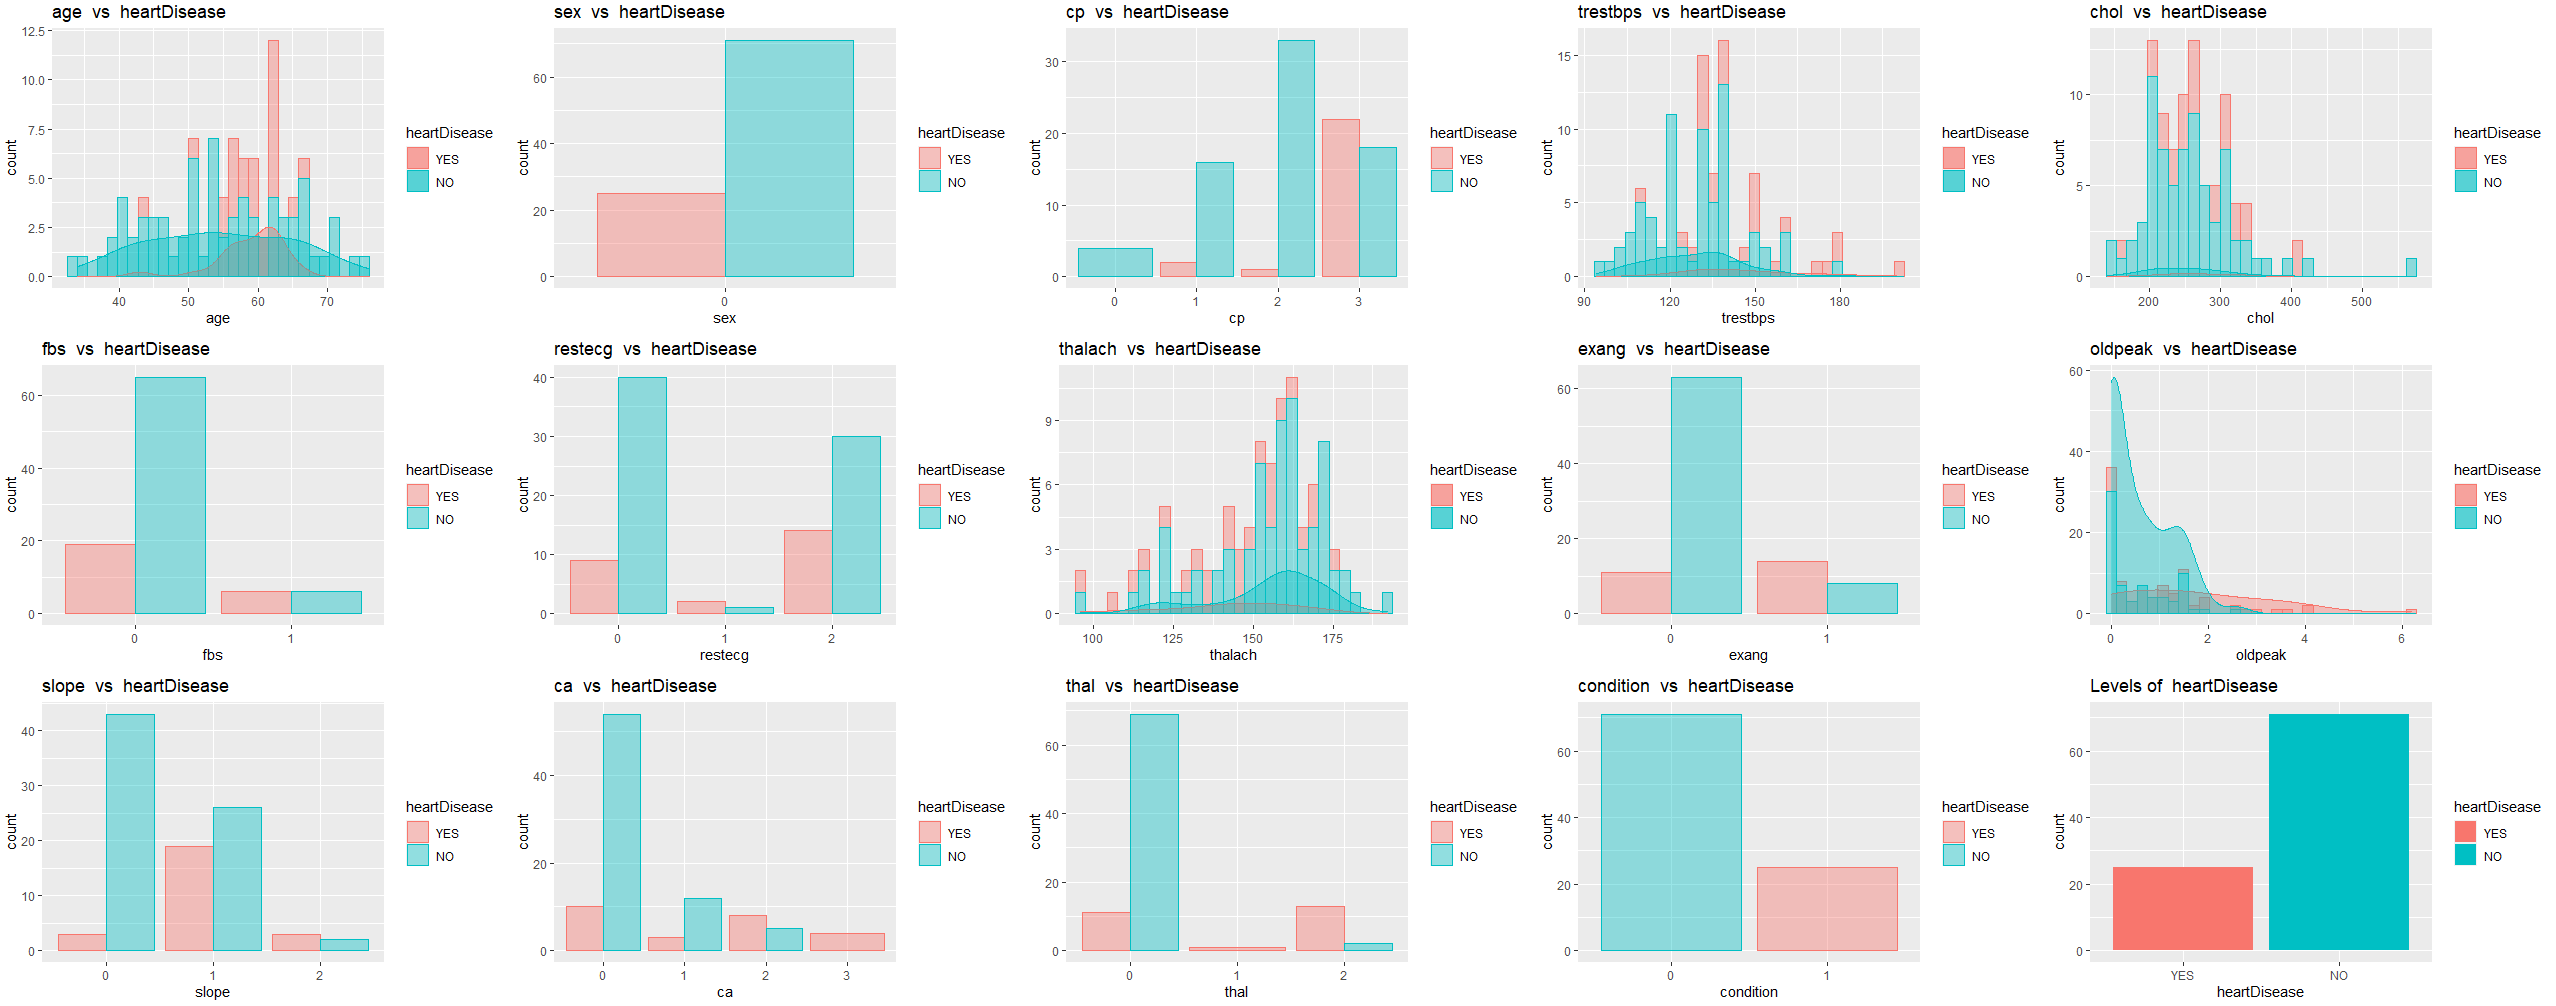 age vs heartDisease
12.5
10.0
7.5
5.0
2.5
0.0
count
40 50 60 70
age
heartDisease
YES
NO
sex vs heartDisease
60
40
20
0
count
0
sex
heartDisease
YES
NO
cp vs heartDisease
30
20
10
0
count
0 1 2 3
cp
heartDisease
YES
NO
trestbps vs heartDisease
15
10
5
0
count
90 120 150 180
trestbps
heartDisease
YES
NO
chol vs heartDisease
10
5
0
count
200 300 400 500
chol
heartDisease
YES
NO
fbs vs heartDisease
60
40
20
0
count
0 1
fbs
heartDisease
YES
NO
restecg vs heartDisease
40
30
20
10
0
count
0 1 2
restecg
heartDisease
YES
NO
thalach vs heartDisease
9
6
3
0
count
100 125 150 175
thalach
heartDisease
YES
NO
exang vs heartDisease
60
40
20
0
count
0 1
exang
heartDisease
YES
NO
oldpeak vs heartDisease
60
40
20
0
count
0 2 4 6
oldpeak
heartDisease
YES
NO
slope vs heartDisease
40
30
20
10
0
count
0 1 2
slope
heartDisease
YES
NO
ca vs heartDisease
40
20
0
count
0 1 2 3
ca
heartDisease
YES
NO
thal vs heartDisease
60
40
20
0
count
0 1 2
thal
heartDisease
YES
NO
condition vs heartDisease
60
40
20
0
count
0 1
condition
heartDisease
YES
NO
Levels of heartDisease
60
40
20
0
count
YES NO
heartDisease
heartDisease
YES
NO